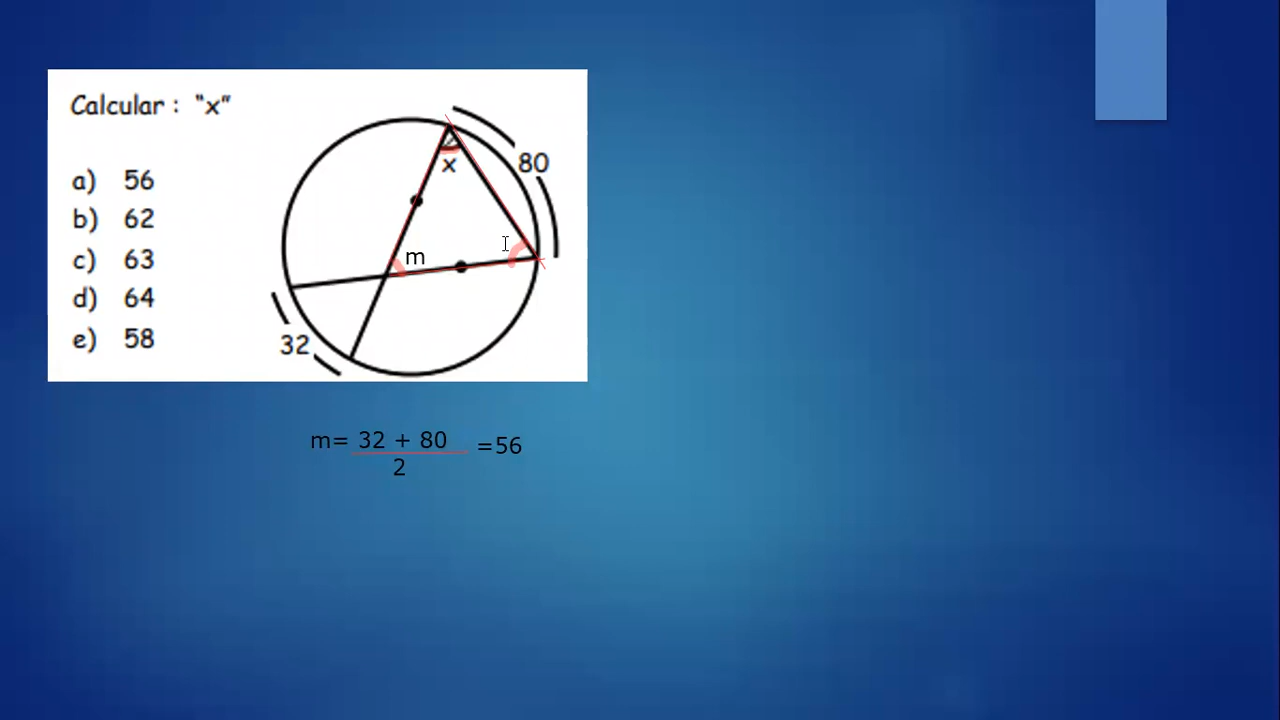 Calcular : "x"
a) 56
b) 62
c) 63
d) 64
e) 58
80
x
m
32
m= 32 + 80 =56
2